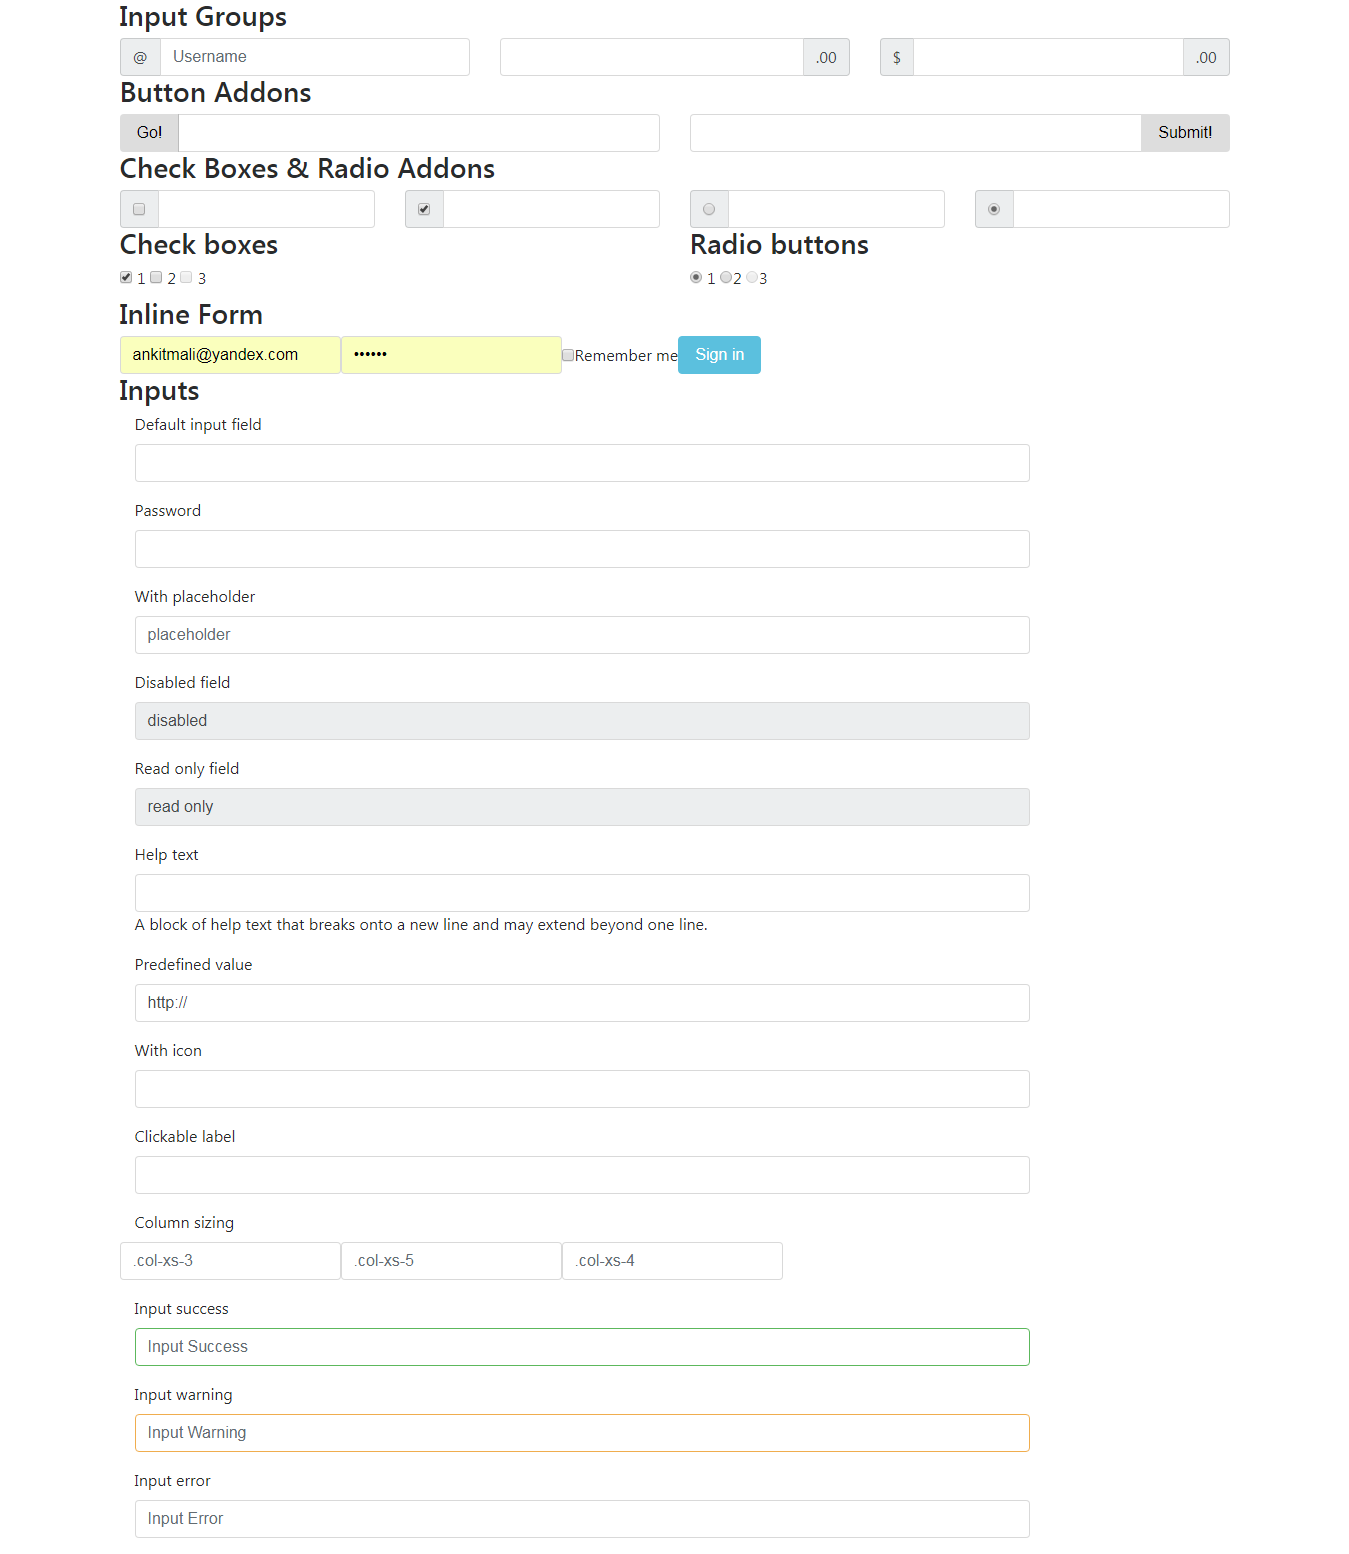 Input Groups
@ Username .00 $ .00
Button Addons
Go! Submit!
Check Boxes & Radio Addons
Check boxes Radio buttons
1 2 3 1 2 3
Inline Form
ankitmali@yandex.com •••••• Remember me Sign in
Inputs
Default input field
Password
With placeholder
placeholder
Disabled field
disabled
Read only field
read only
Help text
A block of help text that breaks onto a new line and may extend beyond one line.
Predefined value
http://
With icon
Clickable label
Column sizing
.col-xs-3 .col-xs-5 .col-xs-4
Input success
Input Success
Input warning
Input Warning
Input error
Input Error